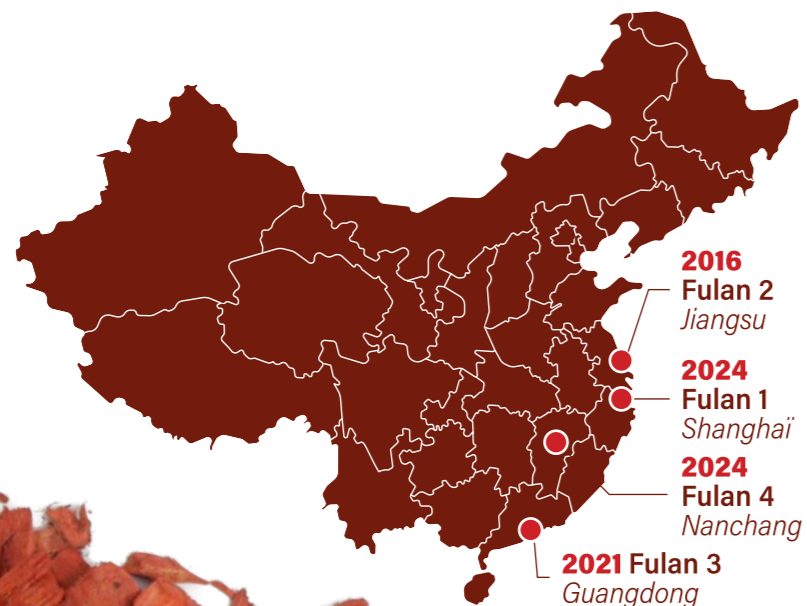 2016
Fulan 2
Jiangsu
2024
Fulan 1
Shanghaï
2024
Fulan 4
Nanchang
2021 Fulan 3
Guangdong